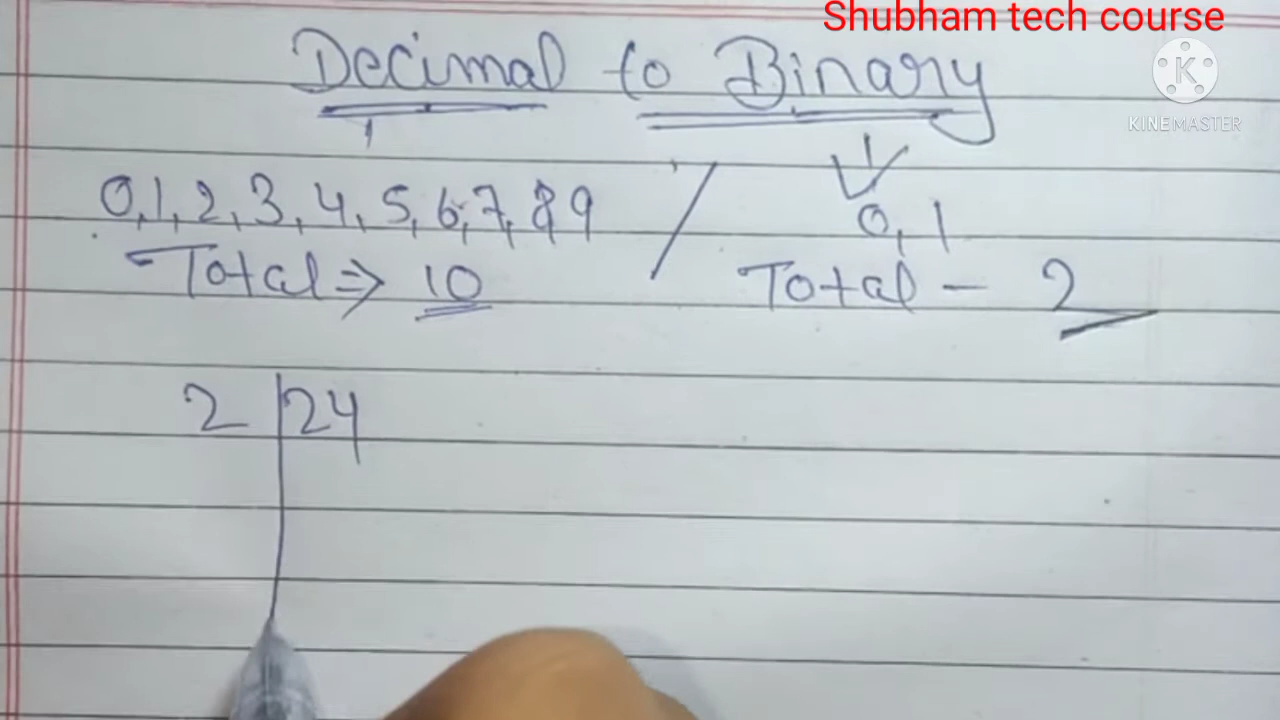 Shubham tech course
KINEMASTER
Decimal to Binary
0,1,2,3,4,5,6,7,8,9 / 0,1
Total ⇒ 10 Total - 2
2 | 24